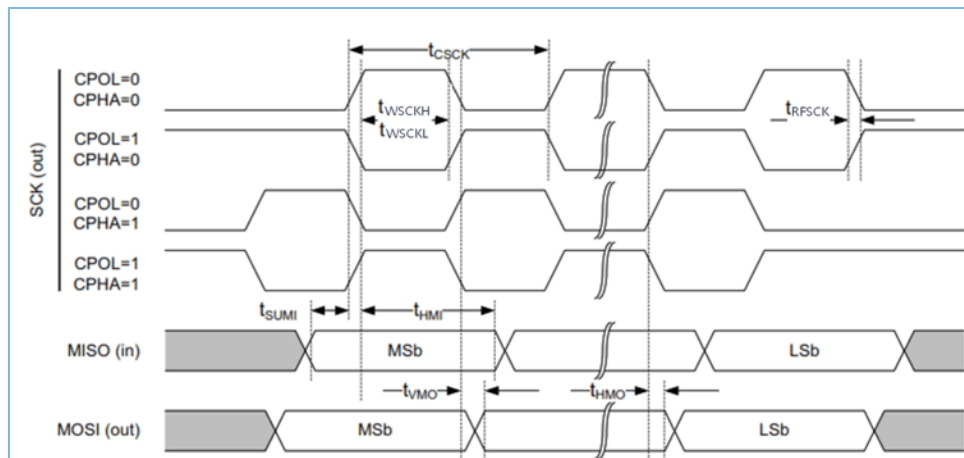 tCSCK
CPOL=0
CPHA=0
tWSCKH
tWSCKL
tRFSCK
CPOL=1
CPHA=0
SCK (out)
CPOL=0
CPHA=1
CPOL=1
CPHA=1
tSUMI
tHMI
MISO (in)
MSb
LSb
tVMO
tHMO
MOSI (out)
MSb
LSb